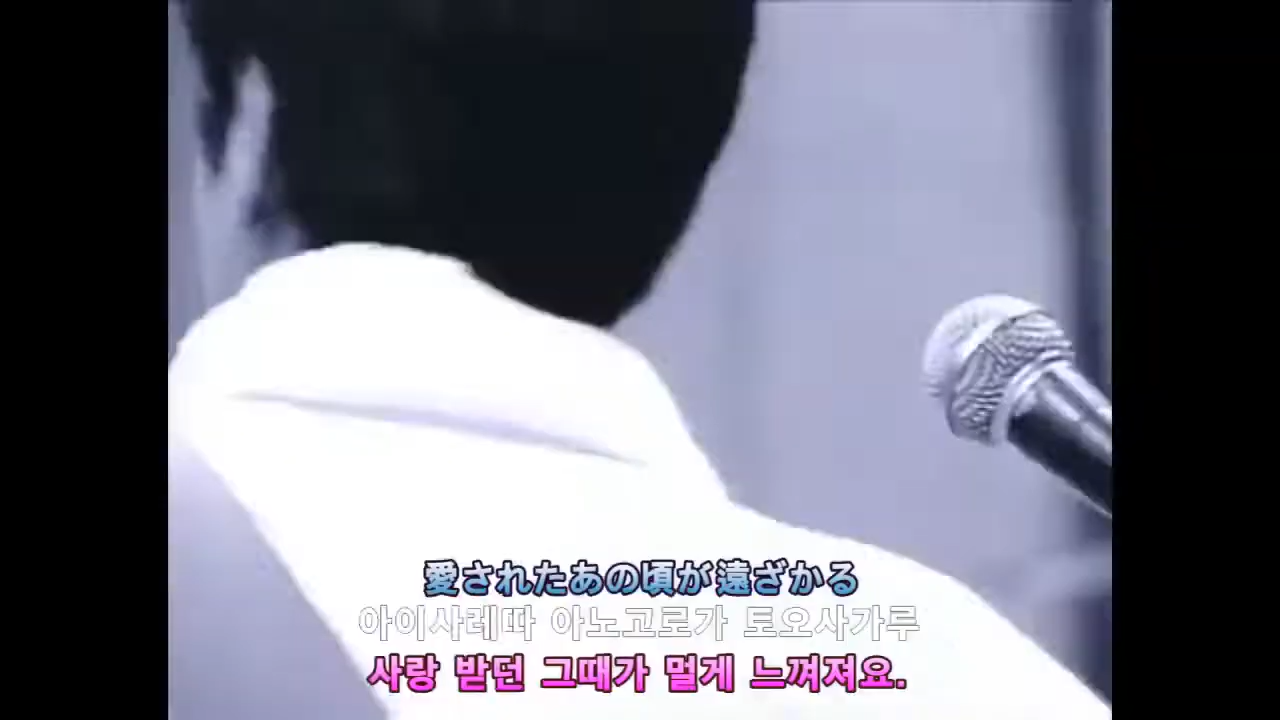 愛されたあの頃が遠ざかる
아이사레따 아노고로가 토오사가루
사랑 받던 그때가 멀게 느껴져요.